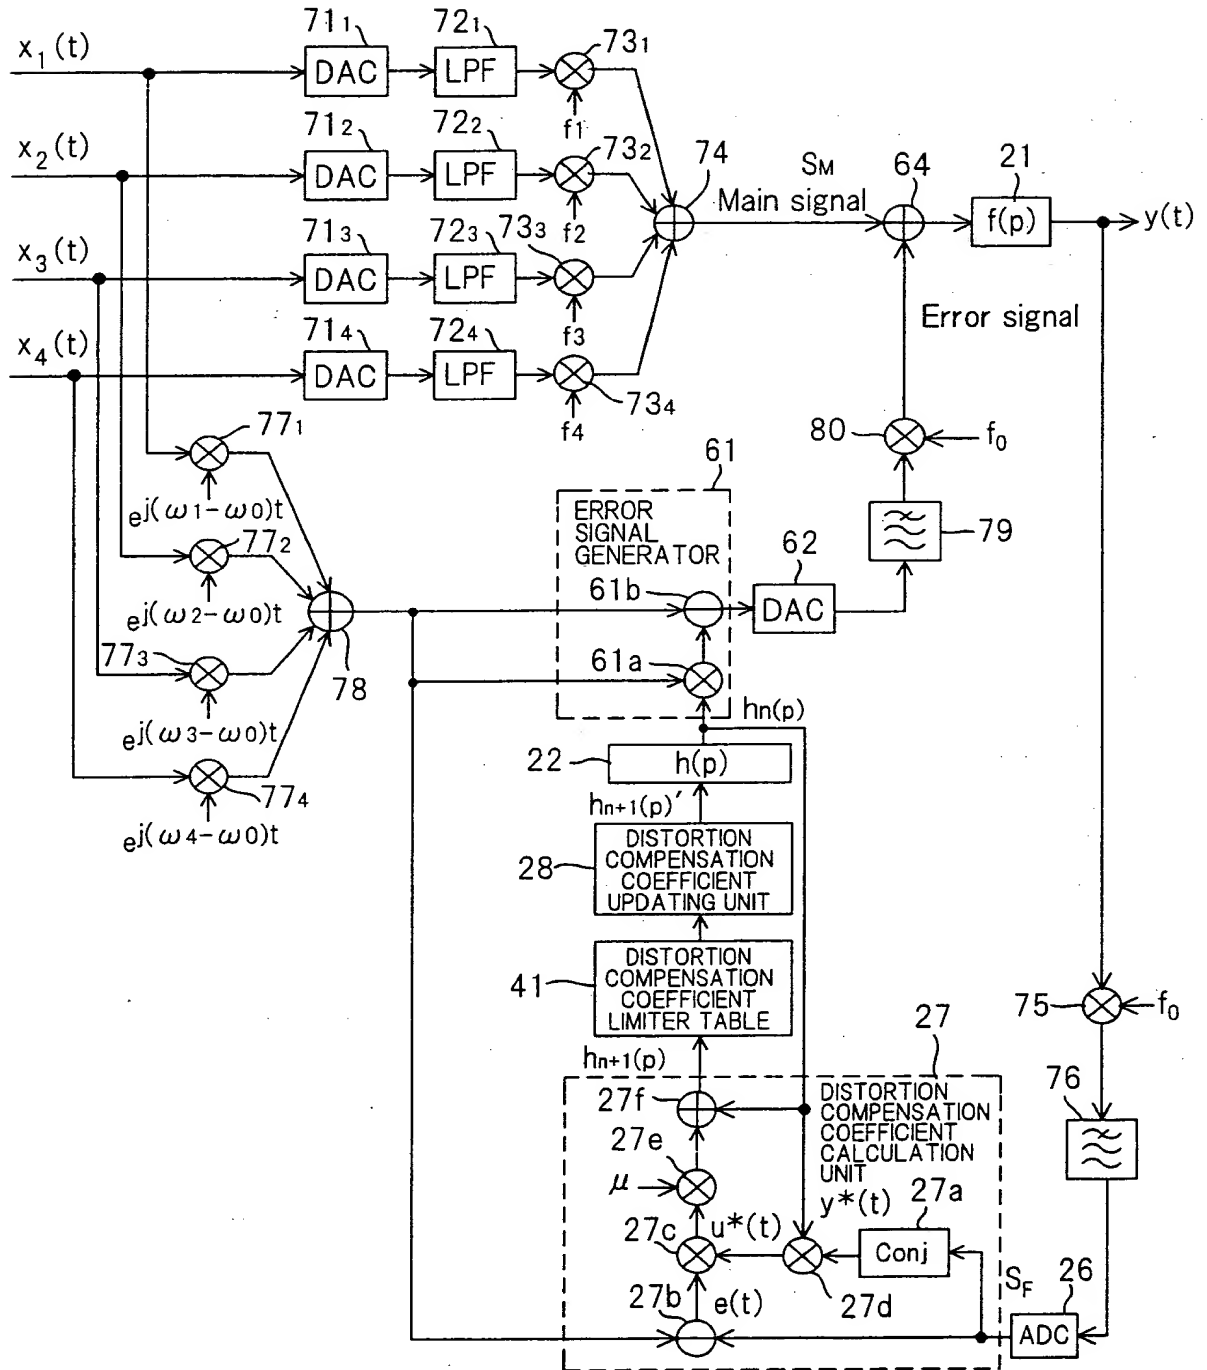 71₁
72₁
73₁
x₁(t)
DAC
LPF
f1
71₂
72₂
73₂
x₂(t)
DAC
LPF
f2
74
SM
Main signal
64
21
f(p)
y(t)
71₃
72₃
73₃
x₃(t)
DAC
LPF
f3
Error signal
71₄
72₄
x₄(t)
DAC
LPF
73₄
f4
77₁
80
f₀
61
e^j(ω1-ω0)t
ERROR
SIGNAL
GENERATOR
79
77₂
62
61b
DAC
e^j(ω2-ω0)t
77₃
78
61a
hn(p)
e^j(ω3-ω0)t
22
h(p)
77₄
hn+1(p)′
e^j(ω4-ω0)t
28
DISTORTION
COMPENSATION
COEFFICIENT
UPDATING UNIT
41
DISTORTION
COMPENSATION
COEFFICIENT
LIMITER TABLE
75
f₀
27
hn+1(p)
27f
DISTORTION
COMPENSATION
COEFFICIENT
CALCULATION
UNIT
76
27e
μ
y*(t)
27a
27c
u*(t)
Conj
27d
SF
26
27b
e(t)
ADC